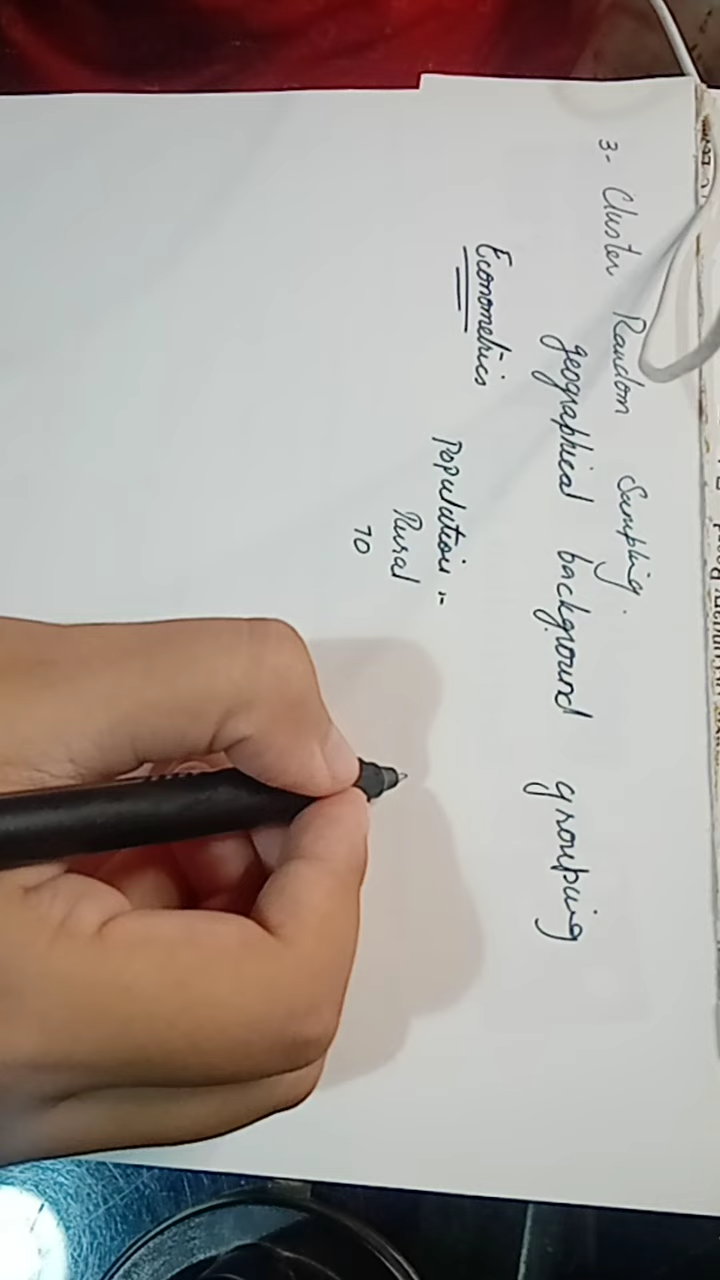 3- Cluster Random Sampling.
geographical background grouping
Econometrics
Population :-
Rural
70